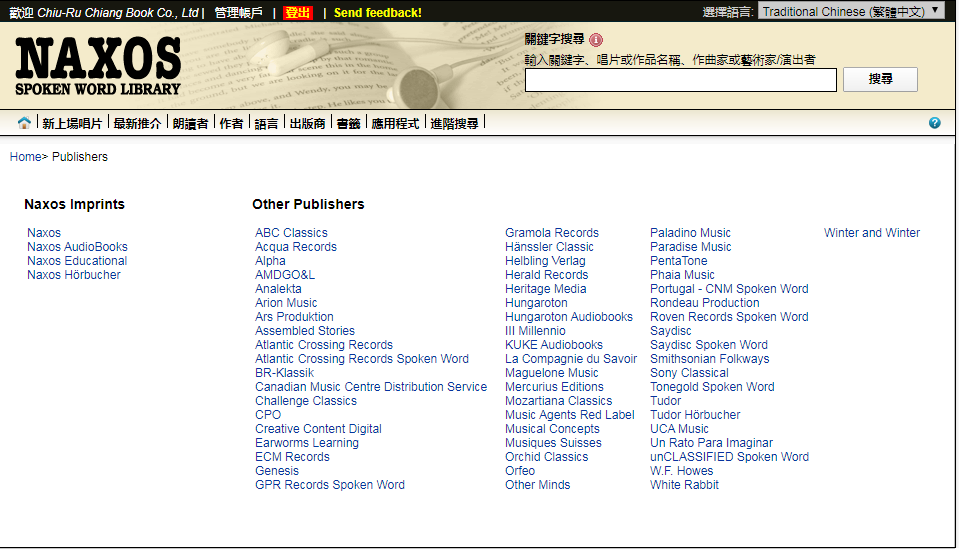 歡迎 Chiu-Ru Chiang Book Co., Ltd | 管理帳戶 | 登出 | Send feedback!
選擇語言: Traditional Chinese (繁體中文)
NAXOS
SPOKEN WORD LIBRARY
關鍵字搜尋
輸入關鍵字、唱片或作品名稱、作曲家或藝術家/演出者
搜尋
新上場唱片 | 最新推介 | 朗讀者 | 作者 | 語言 | 出版商 | 書籤 | 應用程式 | 進階搜尋 |
Home> Publishers
Naxos Imprints
Naxos
Naxos AudioBooks
Naxos Educational
Naxos Hörbucher
Other Publishers
ABC Classics
Acqua Records
Alpha
AMDGO&L
Analekta
Arion Music
Ars Produktion
Assembled Stories
Atlantic Crossing Records
Atlantic Crossing Records Spoken Word
BR-Klassik
Canadian Music Centre Distribution Service
Challenge Classics
CPO
Creative Content Digital
Earworms Learning
ECM Records
Genesis
GPR Records Spoken Word
Gramola Records
Hänssler Classic
Helbling Verlag
Herald Records
Heritage Media
Hungaroton
Hungaroton Audiobooks
III Millennio
KUKE Audiobooks
La Compagnie du Savoir
Maguelone Music
Mercurius Editions
Mozartiana Classics
Music Agents Red Label
Musical Concepts
Musiques Suisses
Orchid Classics
Orfeo
Other Minds
Paladino Music
Paradise Music
PentaTone
Phaia Music
Portugal - CNM Spoken Word
Rondeau Production
Roven Records Spoken Word
Saydisc
Saydisc Spoken Word
Smithsonian Folkways
Sony Classical
Tonegold Spoken Word
Tudor
Tudor Hörbucher
UCA Music
Un Rato Para Imaginar
unCLASSIFIED Spoken Word
W.F. Howes
White Rabbit
Winter and Winter